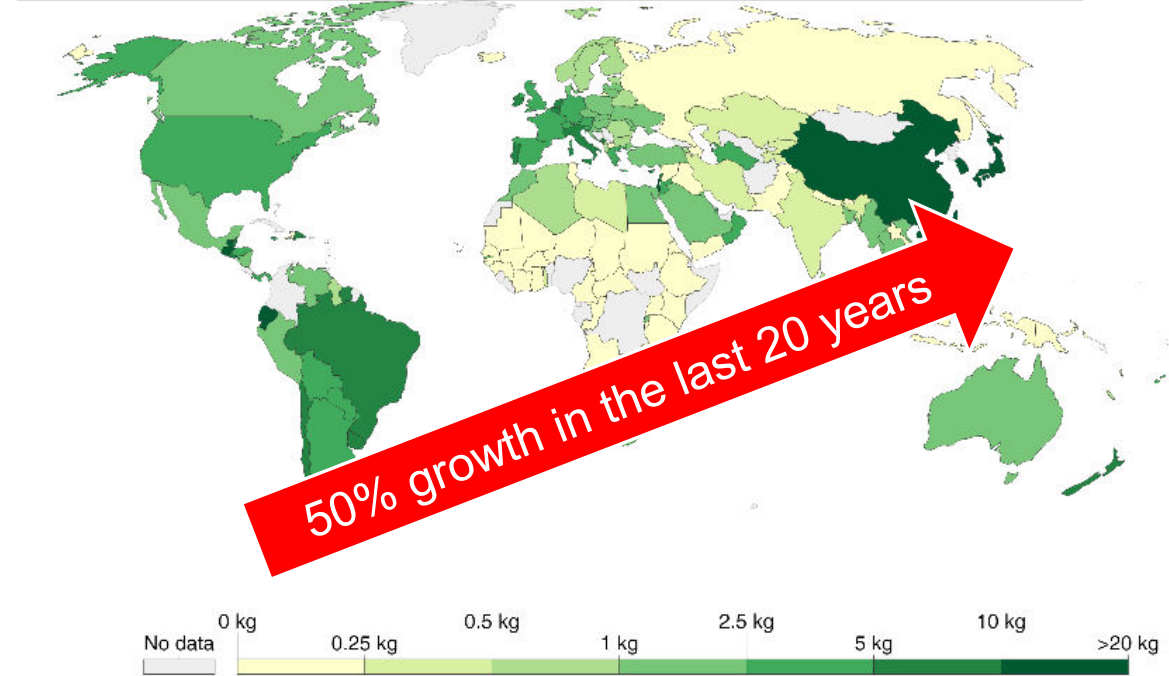 50% growth in the last 20 years
0 kg
0.5 kg
2.5 kg
10 kg
No data
0.25 kg
1 kg
5 kg
>20 kg